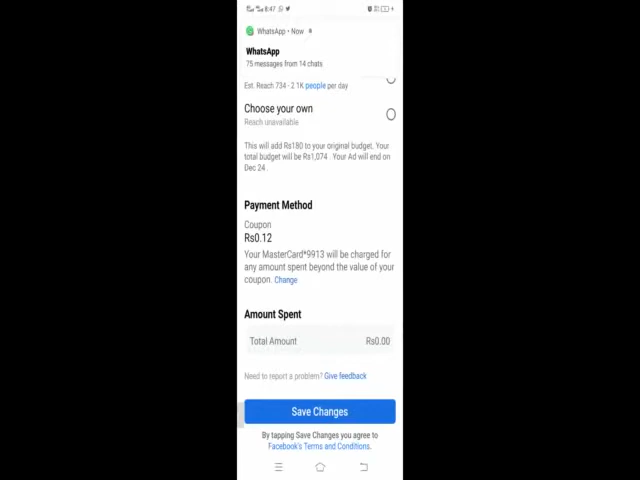 8:47
WhatsApp • Now
WhatsApp
75 messages from 14 chats
Est. Reach 734 - 2.1K people per day
Choose your own
Reach unavailable
This will add Rs180 to your original budget. Your
total budget will be Rs1,074 . Your Ad will end on
Dec 24 .
Payment Method
Coupon
Rs0.12
Your MasterCard*9913 will be charged for
any amount spent beyond the value of your
coupon. Change
Amount Spent
Total Amount Rs0.00
Need to report a problem? Give feedback
Save Changes
By tapping Save Changes you agree to
Facebook's Terms and Conditions.